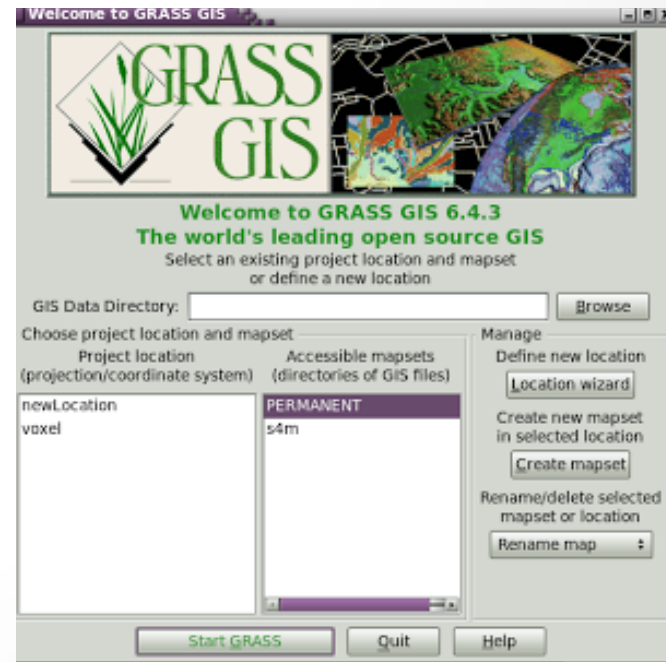 Welcome to GRASS GIS
GRASS
GIS
Welcome to GRASS GIS 6.4.3
The world's leading open source GIS
Select an existing project location and mapset
or define a new location
GIS Data Directory:
Browse
Choose project location and mapset
Project location
(projection/coordinate system)
newLocation
voxel
Accessible mapsets
(directories of GIS files)
PERMANENT
s4m
Manage
Define new location
Location wizard
Create new mapset
in selected location
Create mapset
Rename/delete selected
mapset or location
Rename map
Start GRASS
Quit
Help